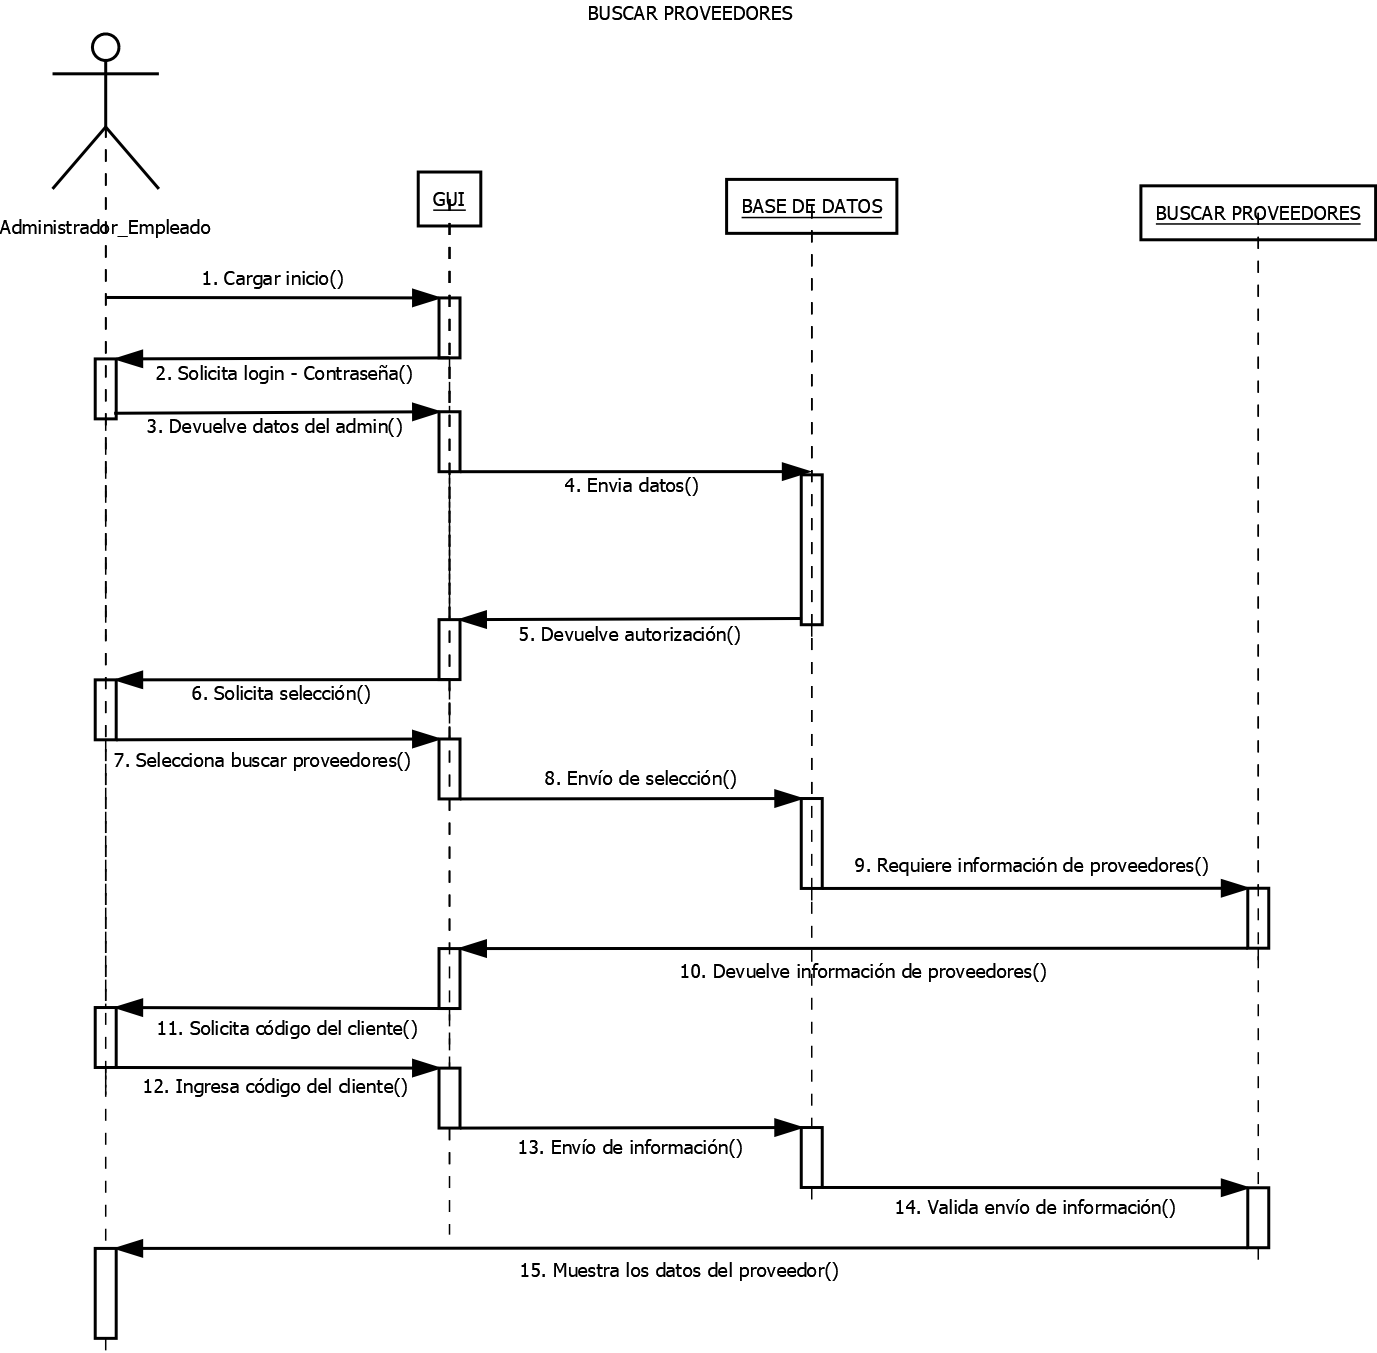 BUSCAR PROVEEDORES
Administrador_Empleado
GUI
BASE DE DATOS
BUSCAR PROVEEDORES
1. Cargar inicio()
2. Solicita login - Contraseña()
3. Devuelve datos del admin()
4. Envia datos()
5. Devuelve autorización()
6. Solicita selección()
7. Selecciona buscar proveedores()
8. Envío de selección()
9. Requiere información de proveedores()
10. Devuelve información de proveedores()
11. Solicita código del cliente()
12. Ingresa código del cliente()
13. Envío de información()
14. Valida envío de información()
15. Muestra los datos del proveedor()